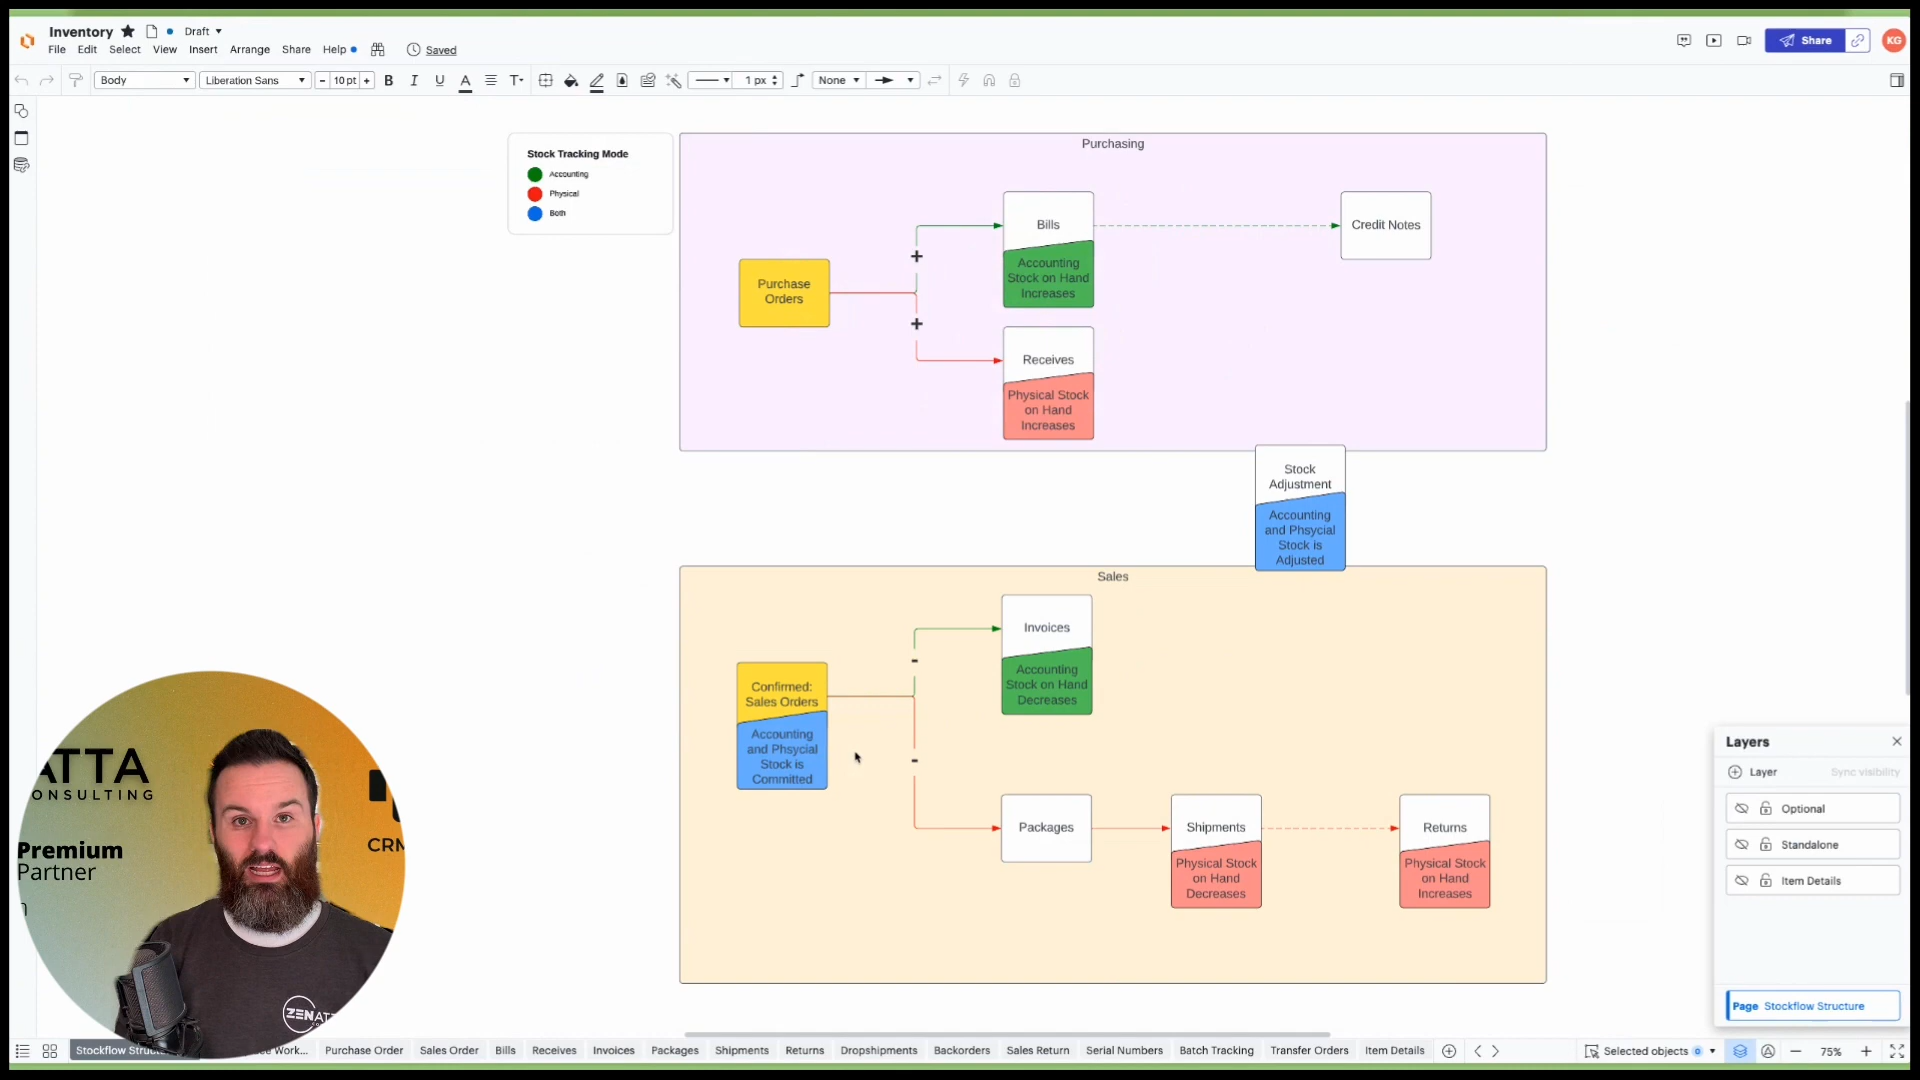 Inventory
Draft
File Edit Select View Insert Arrange Share Help
Saved
Share
KG
Body
Liberation Sans
- 10 pt +
B I U A T
1 px
None
Stock Tracking Mode
Accounting
Physical
Both
Purchasing
Purchase
Orders
+
+
Bills
Accounting
Stock on Hand
Increases
Credit Notes
Receives
Physical Stock
on Hand
Increases
Stock
Adjustment
Accounting
and Phsycial
Stock is
Adjusted
Sales
Confirmed:
Sales Orders
Accounting
and Phsycial
Stock is
Committed
-
-
Invoices
Accounting
Stock on Hand
Decreases
Packages
Shipments
Physical Stock
on Hand
Decreases
Returns
Physical Stock
on Hand
Increases
ATTA
ONSULTING
Premium
Partner
CRM
ZENATT
Layers
Layer
Sync visibility
Optional
Standalone
Item Details
Page Stockflow Structure
Stockflow Work... Purchase Order Sales Order Bills Receives Invoices Packages Shipments Returns Dropshipments Backorders Sales Return Serial Numbers Batch Tracking Transfer Orders Item Details
Selected objects 0
75%